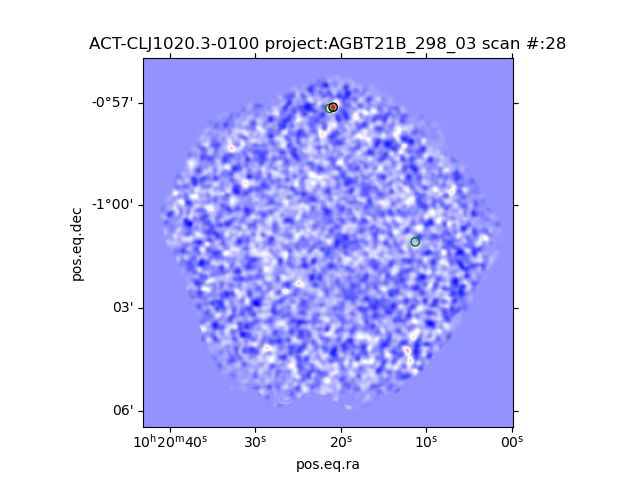 ACT-CLJ1020.3-0100 project:AGBT21B_298_03 scan #:28
-0°57'
-1°00'
03'
06'
pos.eq.dec
10ʰ20ᵐ40ˢ 30ˢ 20ˢ 10ˢ 00ˢ
pos.eq.ra